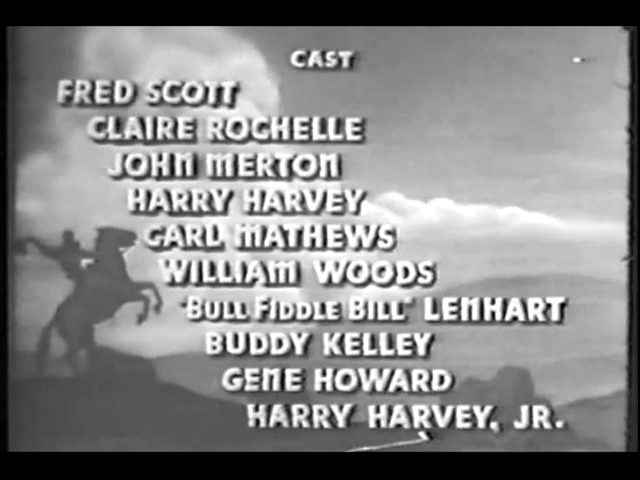 CAST
FRED SCOTT
CLAIRE ROCHELLE
JOHN MERTON
HARRY HARVEY
CARL MATHEWS
WILLIAM WOODS
"BULL FIDDLE BILL" LENHART
BUDDY KELLEY
GENE HOWARD
HARRY HARVEY, JR.